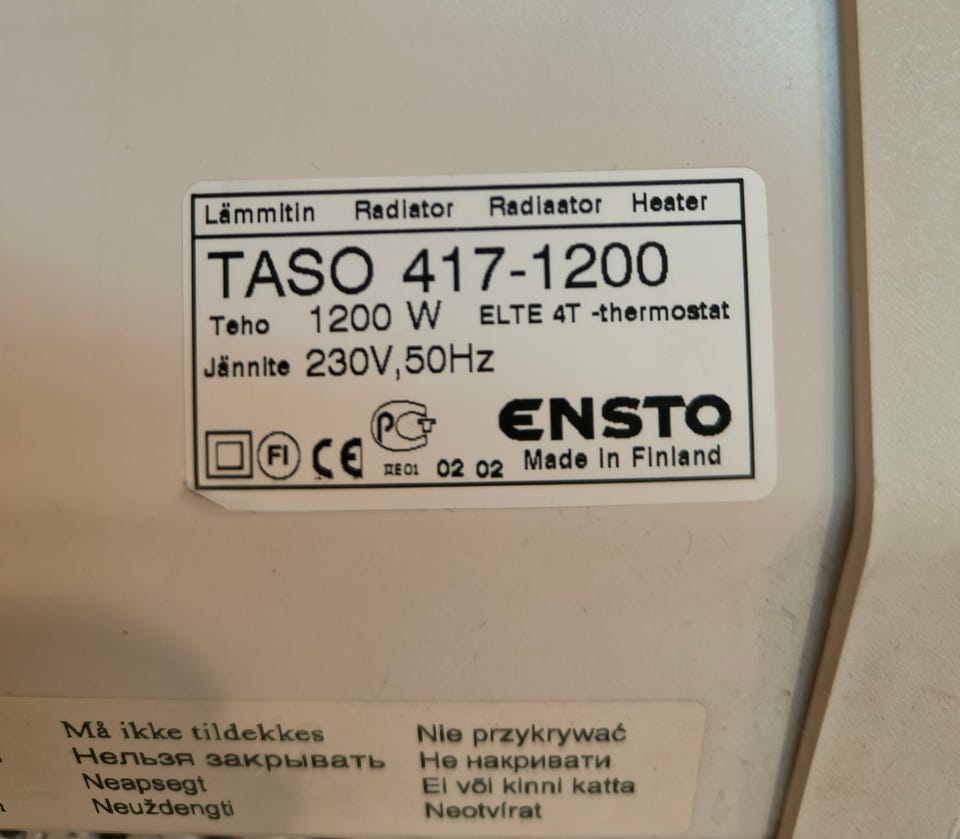 Lämmitin Radiator Radiaator Heater
TASO 417-1200
Teho 1200 W ELTE 4T -thermostat
Jännite 230V,50Hz
ENSTO
FI CE PCT
ME01 02 02 Made in Finland
Må ikke tildekkes Nie przykrywać
Нельзя закрывать Не накривати
Neapsegt Ei või kinni katta
Neuždengti Neotvírat